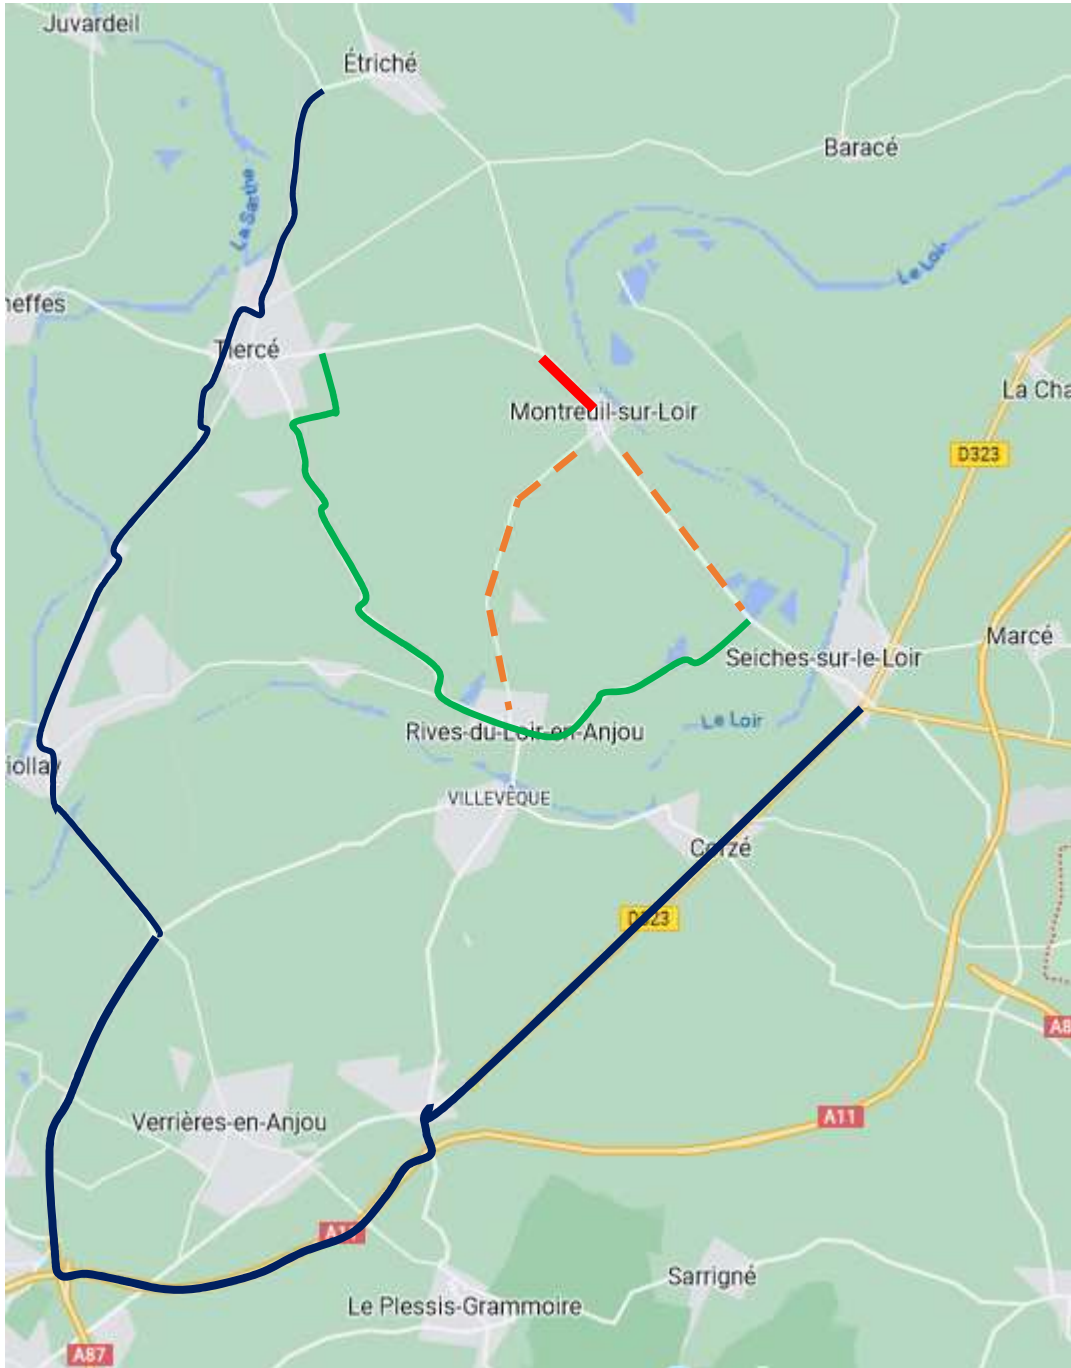 Juvardeil
Étriché
Baracé
La Sarthe
Le Loir
heffes
Tiercé
La Cha
Montreuil-sur-Loir
D323
Marcé
Seiches-sur-le-Loir
Le Loir
Rives-du-Loir-en-Anjou
riollay
VILLEVÊQUE
Corzé
D323
A8
A11
Verrières-en-Anjou
A11
Sarrigné
Le Plessis-Grammoire
A87